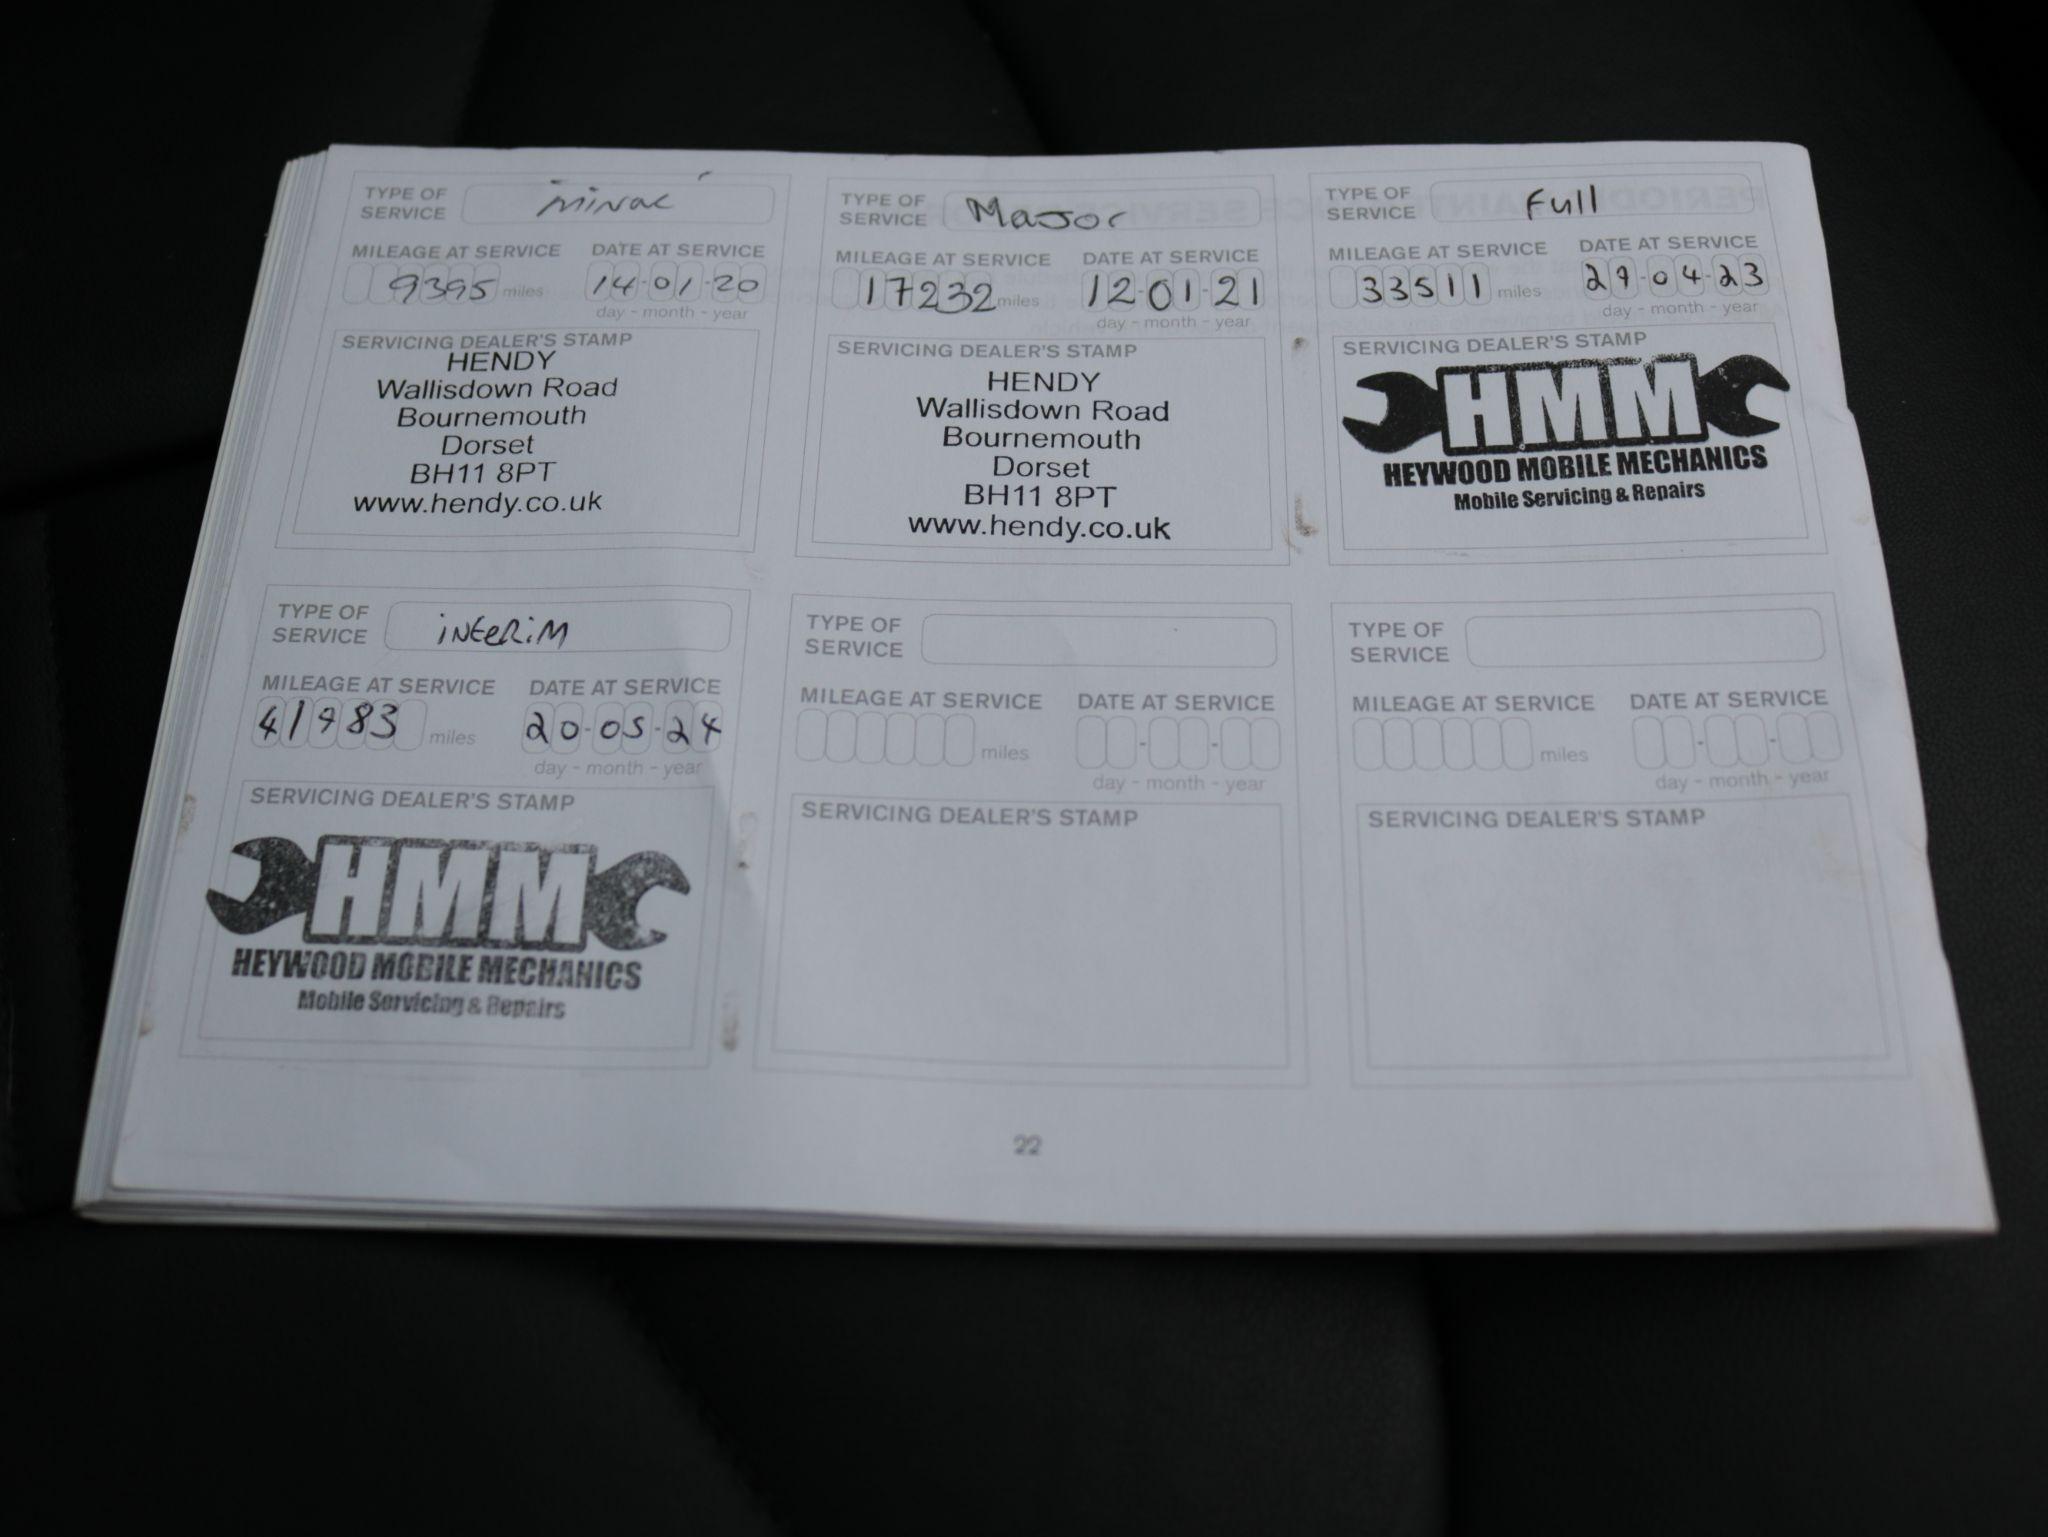 TYPE OF SERVICE minor
MILEAGE AT SERVICE DATE AT SERVICE
9395 miles 14-01-20
day - month - year
SERVICING DEALER'S STAMP
HENDY
Wallisdown Road
Bournemouth
Dorset
BH11 8PT
www.hendy.co.uk
TYPE OF SERVICE Major
MILEAGE AT SERVICE DATE AT SERVICE
17232 miles 12-01-21
day - month - year
SERVICING DEALER'S STAMP
HENDY
Wallisdown Road
Bournemouth
Dorset
BH11 8PT
www.hendy.co.uk
TYPE OF SERVICE Full
MILEAGE AT SERVICE DATE AT SERVICE
33511 miles 29-04-23
day - month - year
SERVICING DEALER'S STAMP
HMM
HEYWOOD MOBILE MECHANICS
Mobile Servicing & Repairs
TYPE OF SERVICE interim
MILEAGE AT SERVICE DATE AT SERVICE
41983 miles 20-05-24
day - month - year
SERVICING DEALER'S STAMP
HMM
HEYWOOD MOBILE MECHANICS
Mobile Servicing & Repairs
TYPE OF SERVICE
MILEAGE AT SERVICE DATE AT SERVICE
miles
day - month - year
SERVICING DEALER'S STAMP
TYPE OF SERVICE
MILEAGE AT SERVICE DATE AT SERVICE
miles
day - month - year
SERVICING DEALER'S STAMP
22